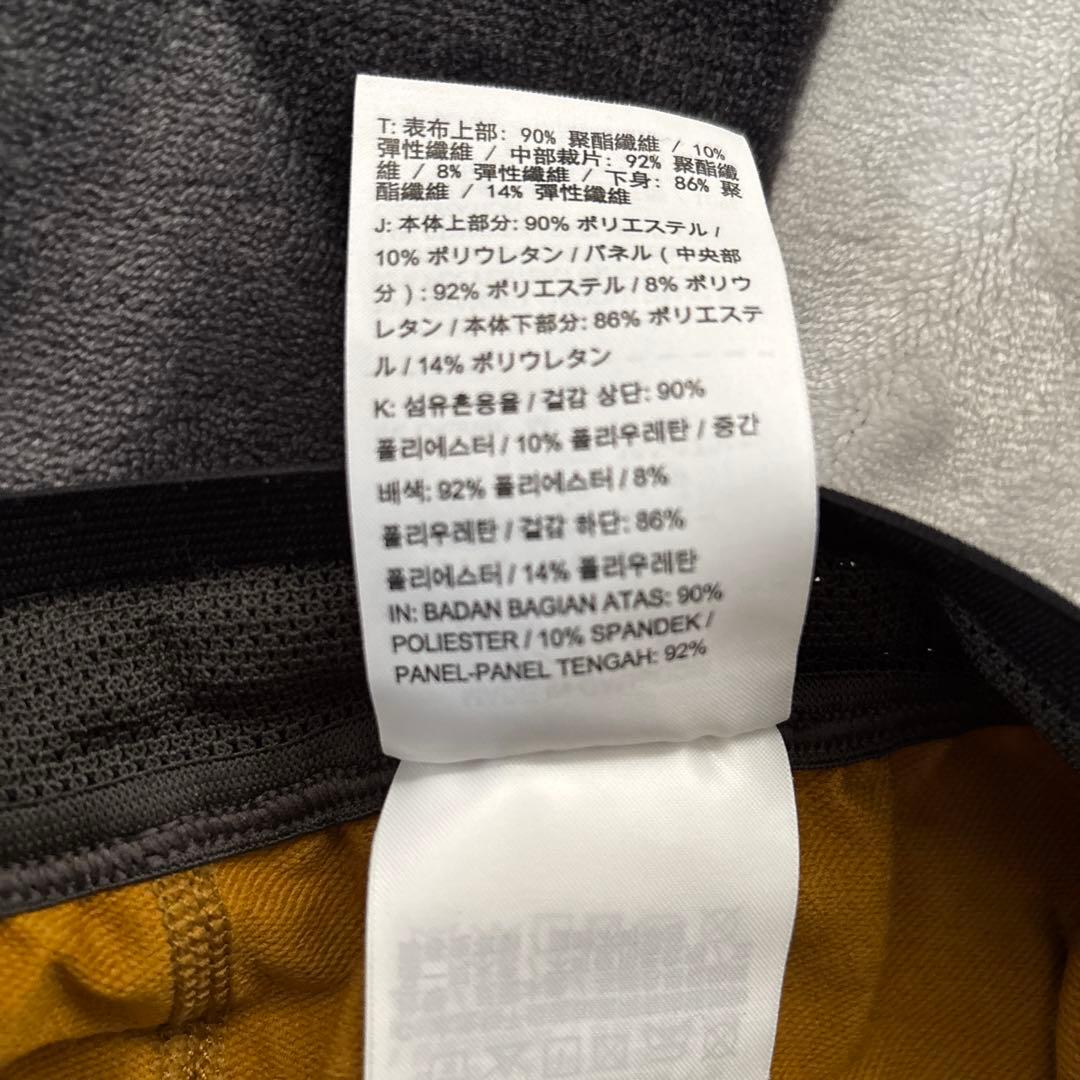 T: 表布上部: 90% 聚酯纖維 / 10%
彈性纖維 / 中部裁片: 92% 聚酯纖
維 / 8% 彈性纖維 / 下身: 86% 聚
酯纖維 / 14% 彈性纖維
J: 本体上部分: 90% ポリエステル /
10% ポリウレタン / パネル ( 中央部
分 ) : 92% ポリエステル / 8% ポリウ
レタン / 本体下部分: 86% ポリエステ
ル / 14% ポリウレタン
K: 섬유혼용율 / 겉감 상단: 90%
폴리에스터 / 10% 폴리우레탄 / 중간
배색: 92% 폴리에스터 / 8%
폴리우레탄 / 겉감 하단: 86%
폴리에스터 / 14% 폴리우레탄
IN: BADAN BAGIAN ATAS: 90%
POLIESTER / 10% SPANDEK /
PANEL-PANEL TENGAH: 92%